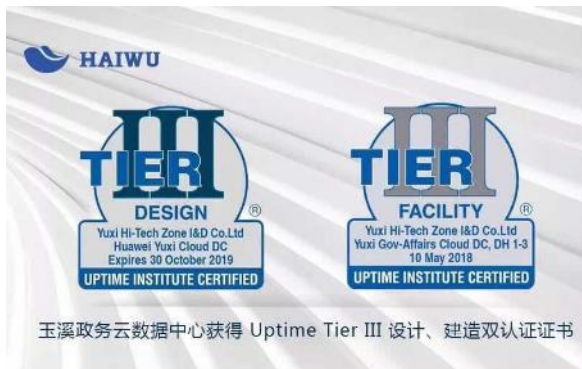 HAIWU
III
TIER
DESIGN
®
Yuxi Hi-Tech Zone I&D Co.Ltd
Huawei Yuxi Cloud DC
Expires 30 October 2019
UPTIME INSTITUTE CERTIFIED
III
TIER
FACILITY
®
Yuxi Hi-Tech Zone I&D Co.Ltd
Yuxi Gov-Affairs Cloud DC, DH 1-3
10 May 2018
UPTIME INSTITUTE CERTIFIED
玉溪政务云数据中心获得 Uptime Tier III 设计、建造双认证证书